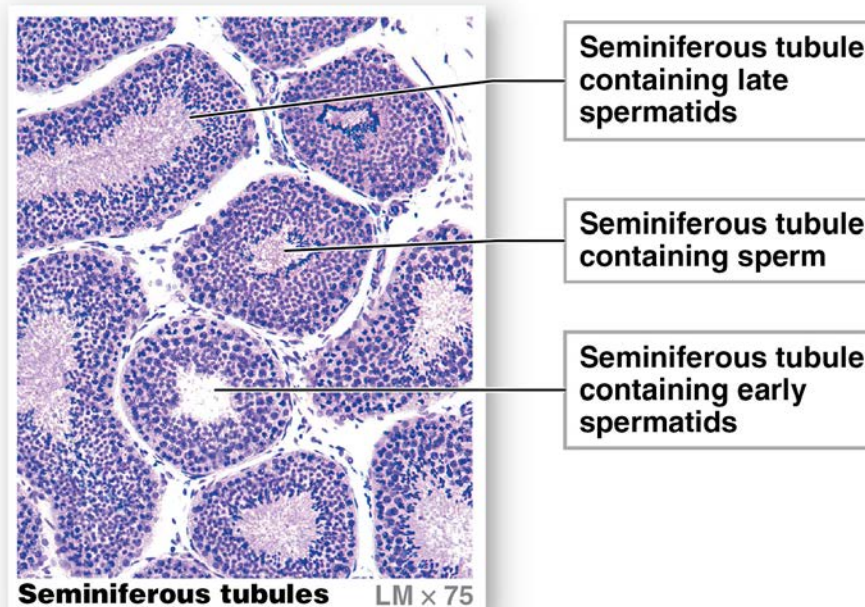 Seminiferous tubule
containing late
spermatids
Seminiferous tubule
containing sperm
Seminiferous tubule
containing early
spermatids
Seminiferous tubules LM × 75